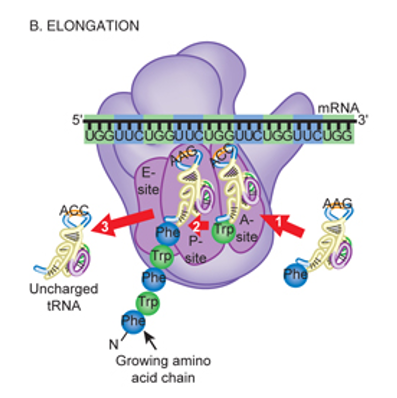 B. ELONGATION
mRNA
5'
3'
UGGUUCUGGUUCUGGUUCUGGUUCUGG
E-
site
AAG
ACC
ACC
AAG
3
Phe
2
Trp
A-
site
1
P-
site
Trp
Phe
Phe
Uncharged
tRNA
Trp
Phe
N
Growing amino
acid chain